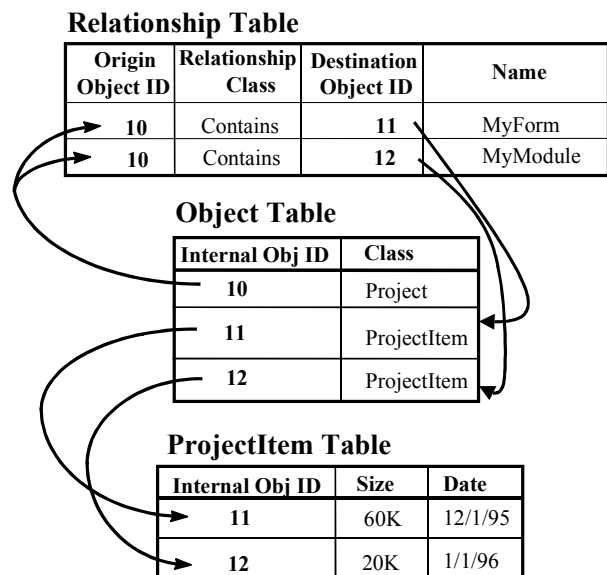 Relationship Table
Origin Object ID Relationship Class Destination Object ID Name
10 Contains 11 MyForm
10 Contains 12 MyModule
Object Table
Internal Obj ID Class
10 Project
11 ProjectItem
12 ProjectItem
ProjectItem Table
Internal Obj ID Size Date
11 60K 12/1/95
12 20K 1/1/96